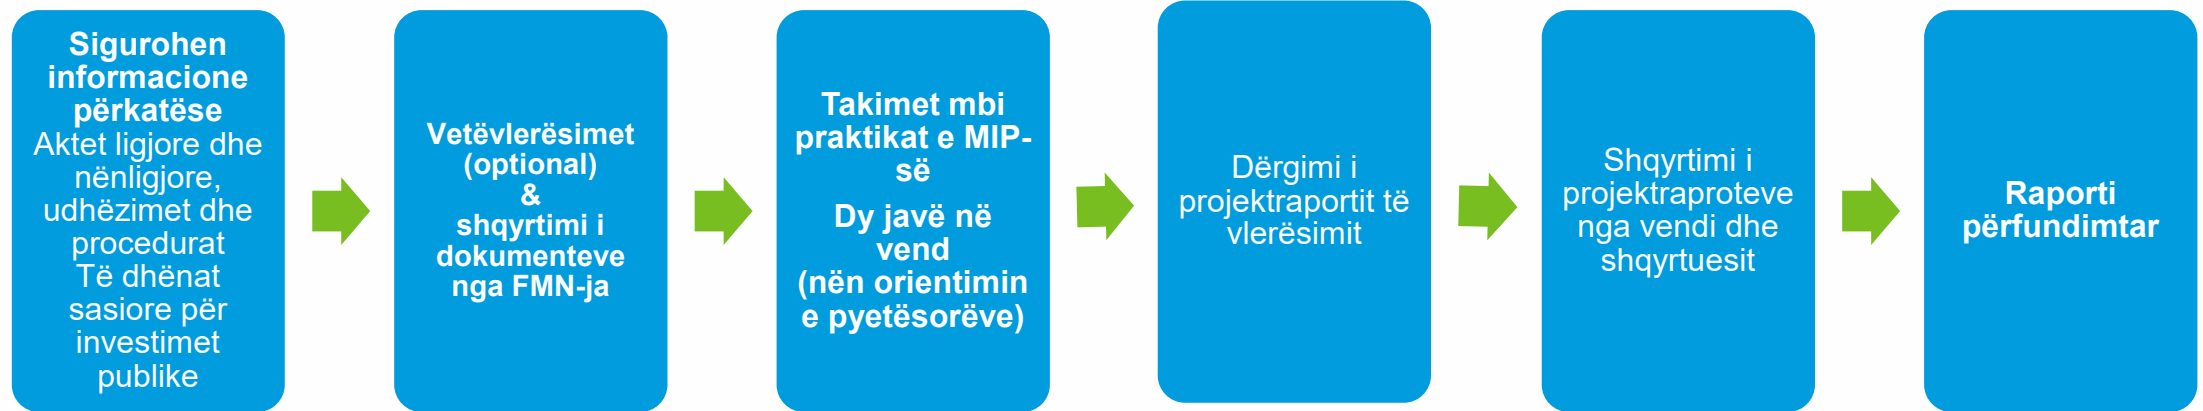 Sigurohen
informacione
përkatëse
Aktet ligjore dhe
nënligjore,
udhëzimet dhe
procedurat
Të dhënat
sasiore për
investimet
publike
Vetëvlerësimet
(optional)
&
shqyrtimi i
dokumenteve
nga FMN-ja
Takimet mbi
praktikat e MIP-
së
Dy javë në
vend
(nën orientimin
e pyetësorëve)
Dërgimi i
projektraportit të
vlerësimit
Shqyrtimi i
projektraproteve
nga vendi dhe
shqyrtuesit
Raporti
përfundimtar